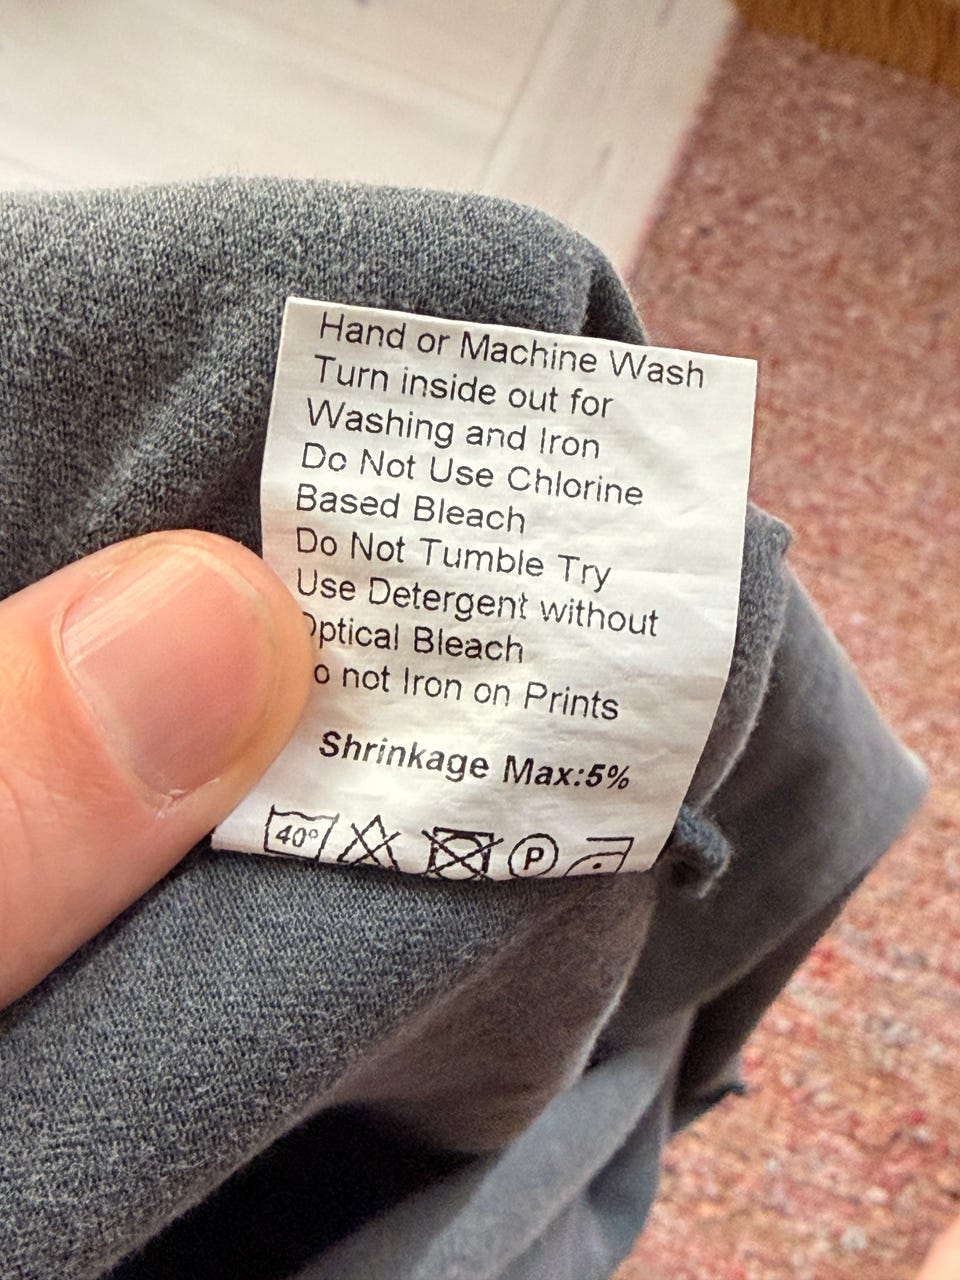 Hand or Machine Wash
Turn inside out for
Washing and Iron
Do Not Use Chlorine
Based Bleach
Do Not Tumble Try
Use Detergent without
Optical Bleach
o not Iron on Prints
Shrinkage Max:5%
40° P